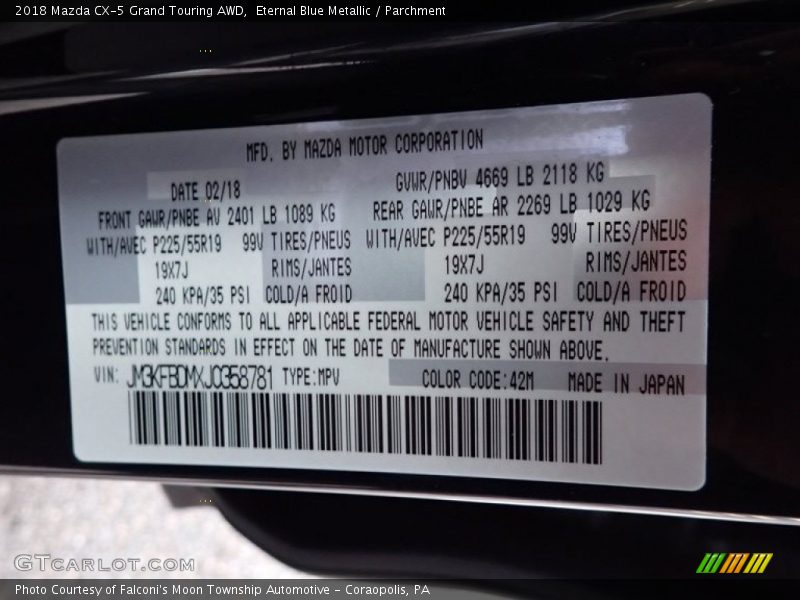 2018 Mazda CX-5 Grand Touring AWD, Eternal Blue Metallic / Parchment
MFD. BY MAZDA MOTOR CORPORATION
DATE 02/18 GVWR/PNBV 4669 LB 2118 KG
FRONT GAWR/PNBE AV 2401 LB 1089 KG REAR GAWR/PNBE AR 2269 LB 1029 KG
WITH/AVEC P225/55R19 99V TIRES/PNEUS WITH/AVEC P225/55R19 99V TIRES/PNEUS
19X7J RIMS/JANTES 19X7J RIMS/JANTES
240 KPA/35 PSI COLD/A FROID 240 KPA/35 PSI COLD/A FROID
THIS VEHICLE CONFORMS TO ALL APPLICABLE FEDERAL MOTOR VEHICLE SAFETY AND THEFT
PREVENTION STANDARDS IN EFFECT ON THE DATE OF MANUFACTURE SHOWN ABOVE.
VIN: JM3KFBDMXJ0358781 TYPE:MPV COLOR CODE:42M MADE IN JAPAN
GTCARLOT.COM
Photo Courtesy of Falconi's Moon Township Automotive - Coraopolis, PA